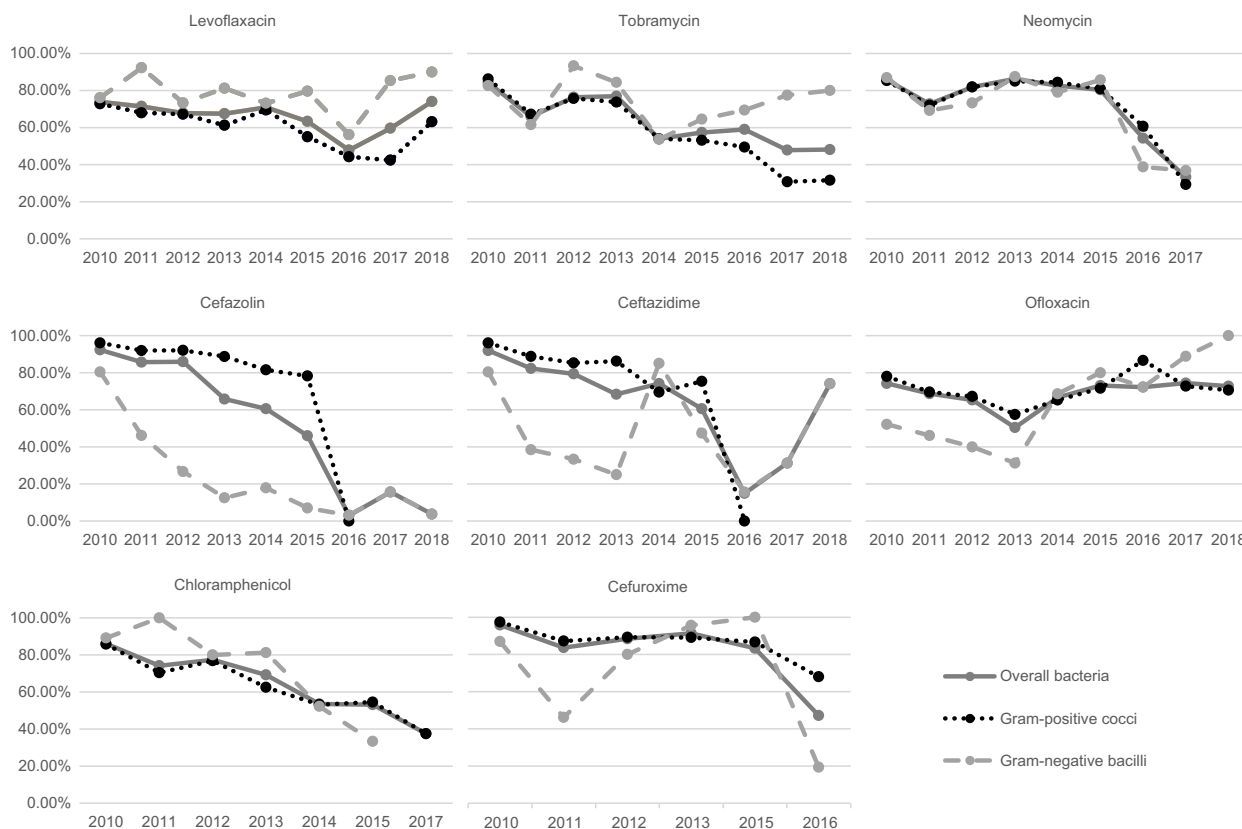 Levoflaxacin
Tobramycin
Neomycin
100.00%
80.00%
60.00%
40.00%
20.00%
0.00%
2010 2011 2012 2013 2014 2015 2016 2017 2018
2010 2011 2012 2013 2014 2015 2016 2017 2018
2010 2011 2012 2013 2014 2015 2016 2017
Cefazolin
Ceftazidime
Ofloxacin
100.00%
80.00%
60.00%
40.00%
20.00%
0.00%
2010 2011 2012 2013 2014 2015 2016 2017 2018
2010 2011 2012 2013 2014 2015 2016 2017 2018
2010 2011 2012 2013 2014 2015 2016 2017 2018
Chloramphenicol
Cefuroxime
100.00%
80.00%
60.00%
40.00%
20.00%
0.00%
2010 2011 2012 2013 2014 2015 2017
2010 2011 2012 2013 2015 2016
Overall bacteria
Gram-positive cocci
Gram-negative bacilli